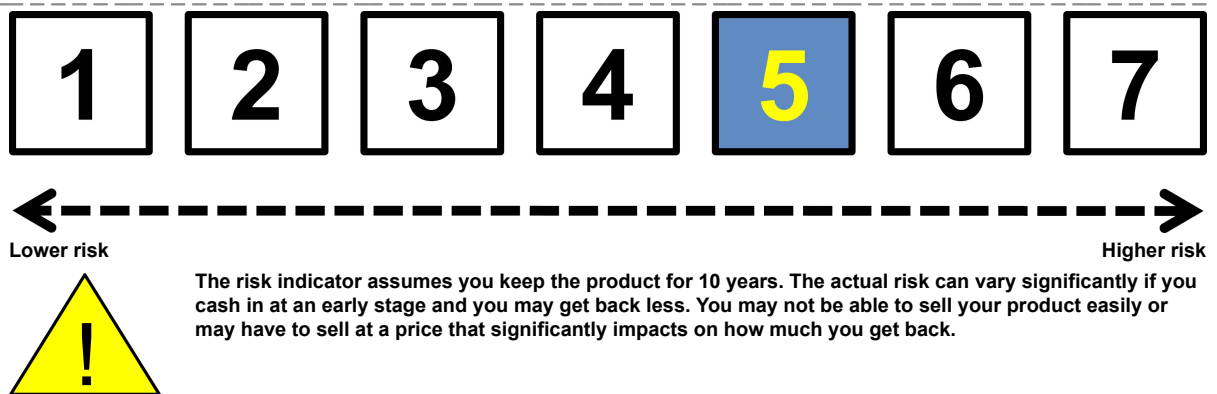 1 2 3 4 5 6 7
Lower risk Higher risk
The risk indicator assumes you keep the product for 10 years. The actual risk can vary significantly if you
cash in at an early stage and you may get back less. You may not be able to sell your product easily or
may have to sell at a price that significantly impacts on how much you get back.
!